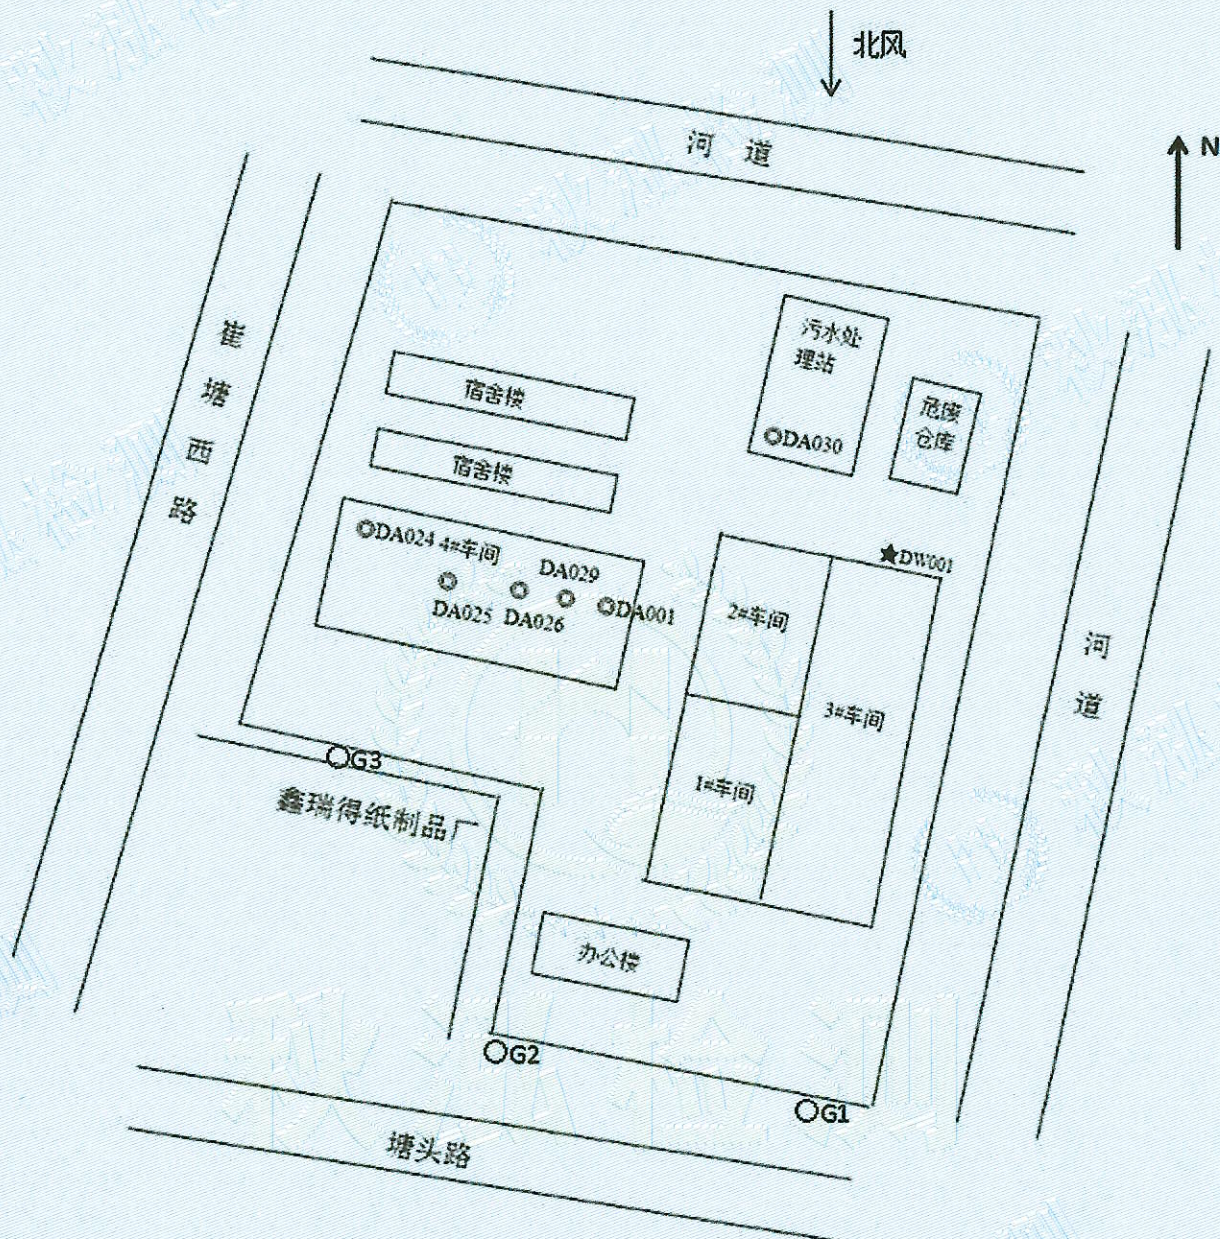 北风
河 道
N
崔塘西路
污水处
理站
宿舍楼
危废
仓库
DA030
宿舍楼
DA024 4#车间
DW001
DA029
DA025 DA026
DA001
2#车间
河道
3#车间
G3
1#车间
鑫瑞得纸制品厂
办公楼
G2
G1
塘头路